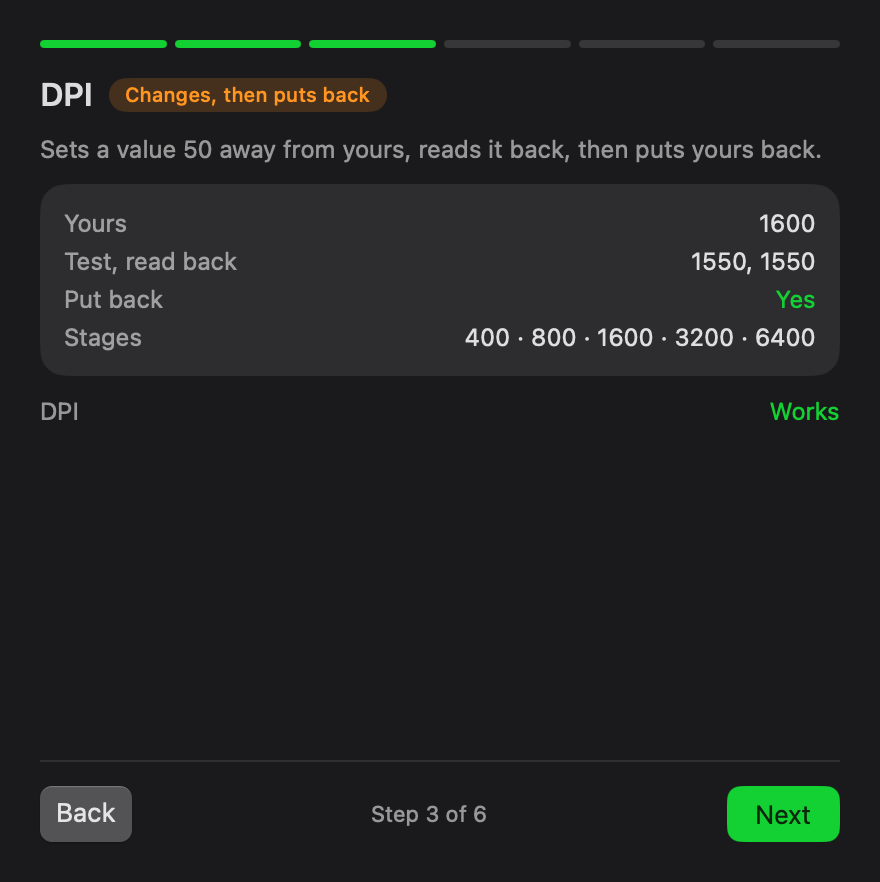 DPI Changes, then puts back
Sets a value 50 away from yours, reads it back, then puts yours back.
Yours 1600
Test, read back 1550, 1550
Put back Yes
Stages 400 · 800 · 1600 · 3200 · 6400
DPI Works
Back Step 3 of 6 Next